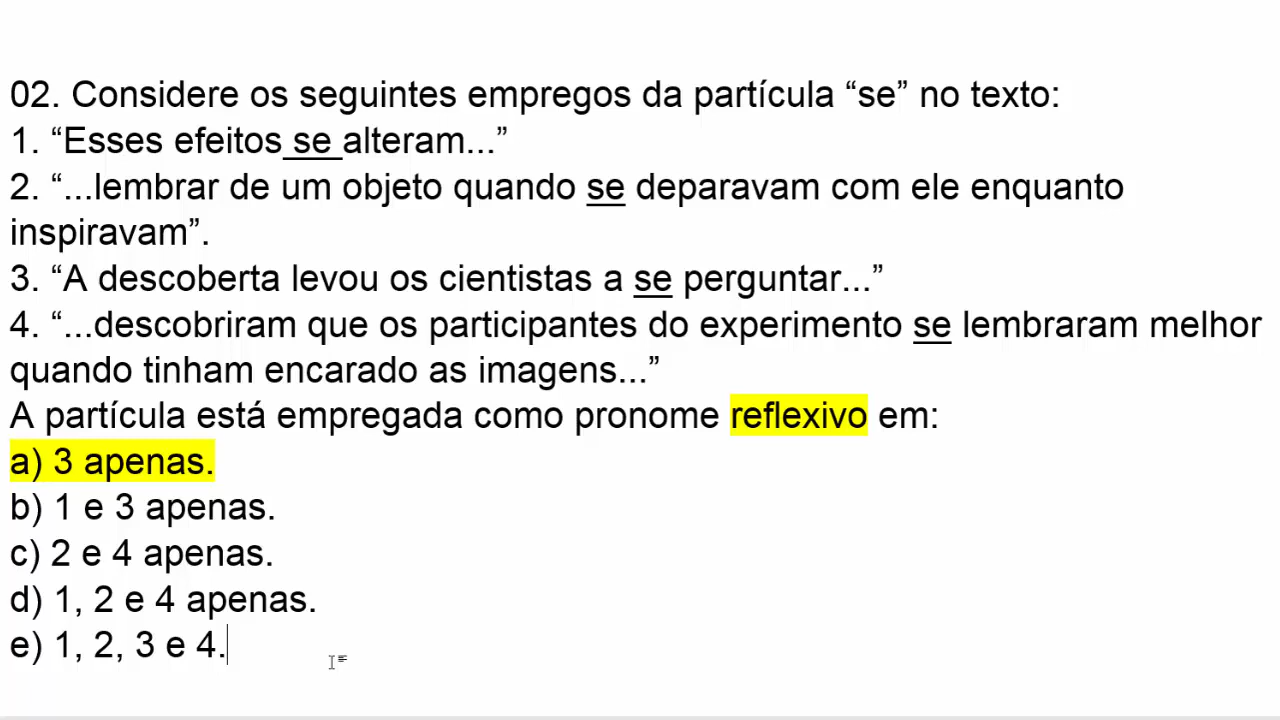 02. Considere os seguintes empregos da partícula “se” no texto:
1. “Esses efeitos se alteram...”
2. “...lembrar de um objeto quando se deparavam com ele enquanto
inspiravam”.
3. “A descoberta levou os cientistas a se perguntar...”
4. “...descobriram que os participantes do experimento se lembraram melhor
quando tinham encarado as imagens...”
A partícula está empregada como pronome reflexivo em:
a) 3 apenas.
b) 1 e 3 apenas.
c) 2 e 4 apenas.
d) 1, 2 e 4 apenas.
e) 1, 2, 3 e 4.